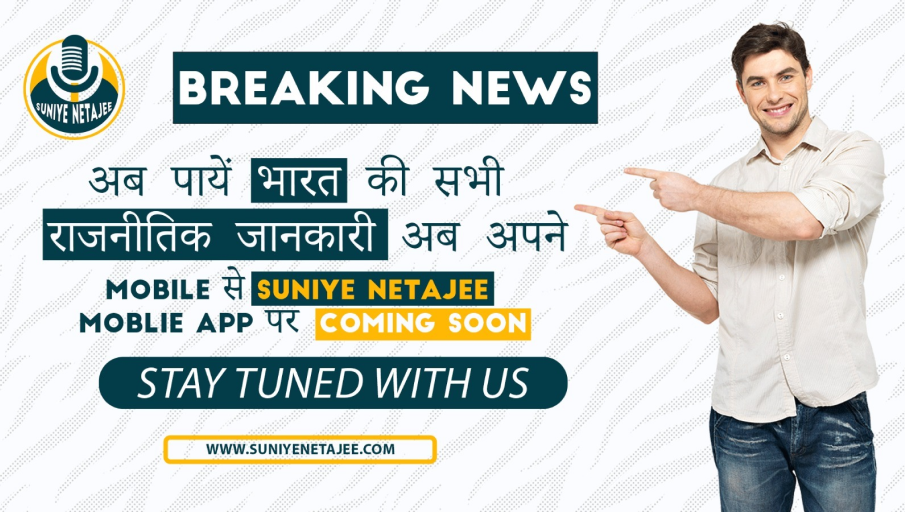 SUNIYE NETAJEE
BREAKING NEWS
अब पायें भारत की सभी
राजनीतिक जानकारी अब अपने
MOBILE से SUNIYE NETAJEE
MOBLIE APP पर COMING SOON
STAY TUNED WITH US
WWW.SUNIYENETAJEE.COM